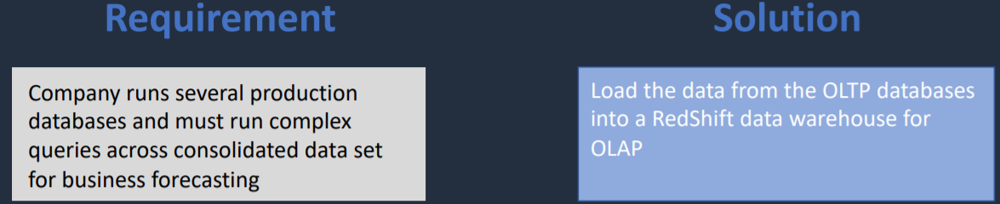 Requirement
Solution
Company runs several production
databases and must run complex
queries across consolidated data set
for business forecasting
Load the data from the OLTP databases
into a RedShift data warehouse for
OLAP